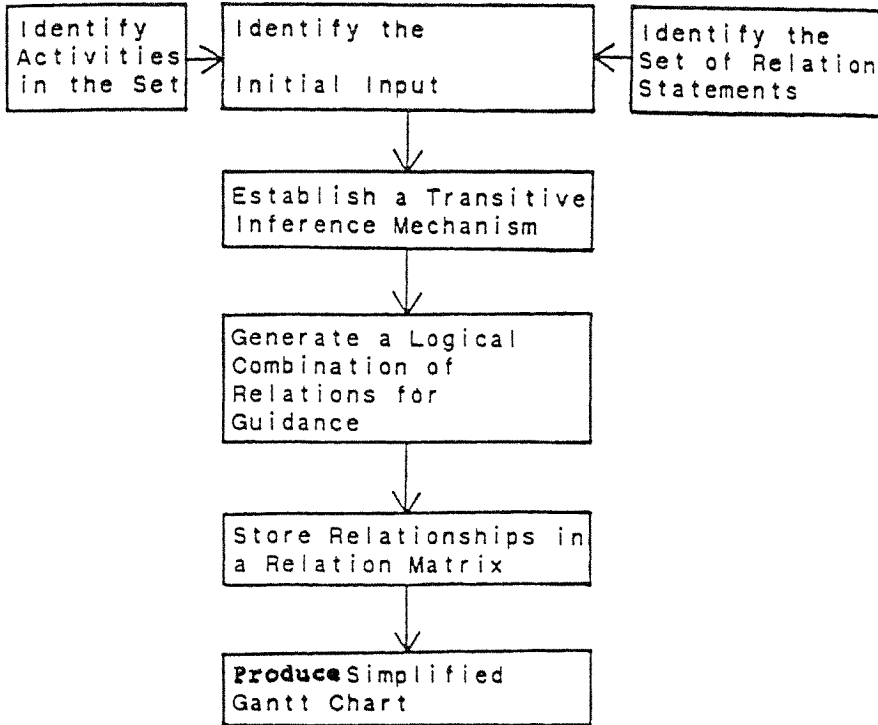 Identify
Activities
in the Set
Identify the
Initial Input
Identify the
Set of Relation
Statements
Establish a Transitive
Inference Mechanism
Generate a Logical
Combination of
Relations for
Guidance
Store Relationships in
a Relation Matrix
Produce Simplified
Gantt Chart